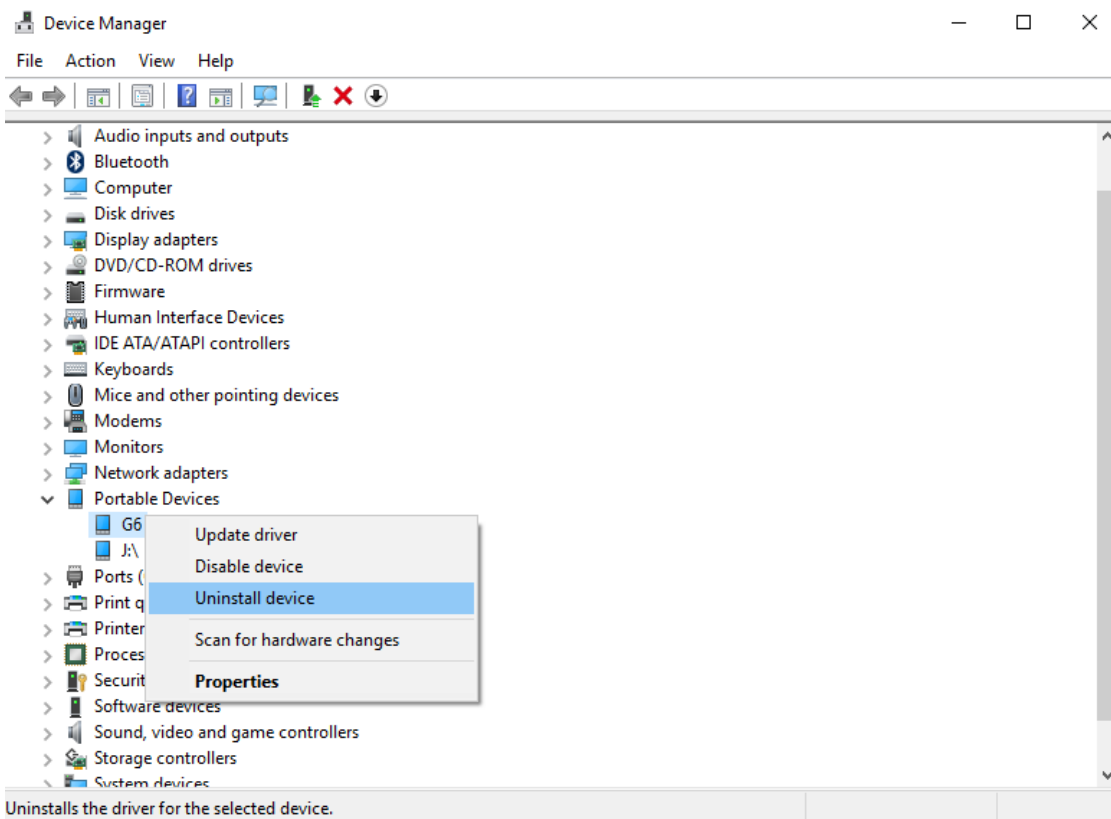 Device Manager
File Action View Help
Audio inputs and outputs
Bluetooth
Computer
Disk drives
Display adapters
DVD/CD-ROM drives
Firmware
Human Interface Devices
IDE ATA/ATAPI controllers
Keyboards
Mice and other pointing devices
Modems
Monitors
Network adapters
Portable Devices
G6
J:\
Ports (
Print q
Printer
Proces
Securit
Software devices
Sound, video and game controllers
Storage controllers
System devices
Update driver
Disable device
Uninstall device
Scan for hardware changes
Properties
Uninstalls the driver for the selected device.